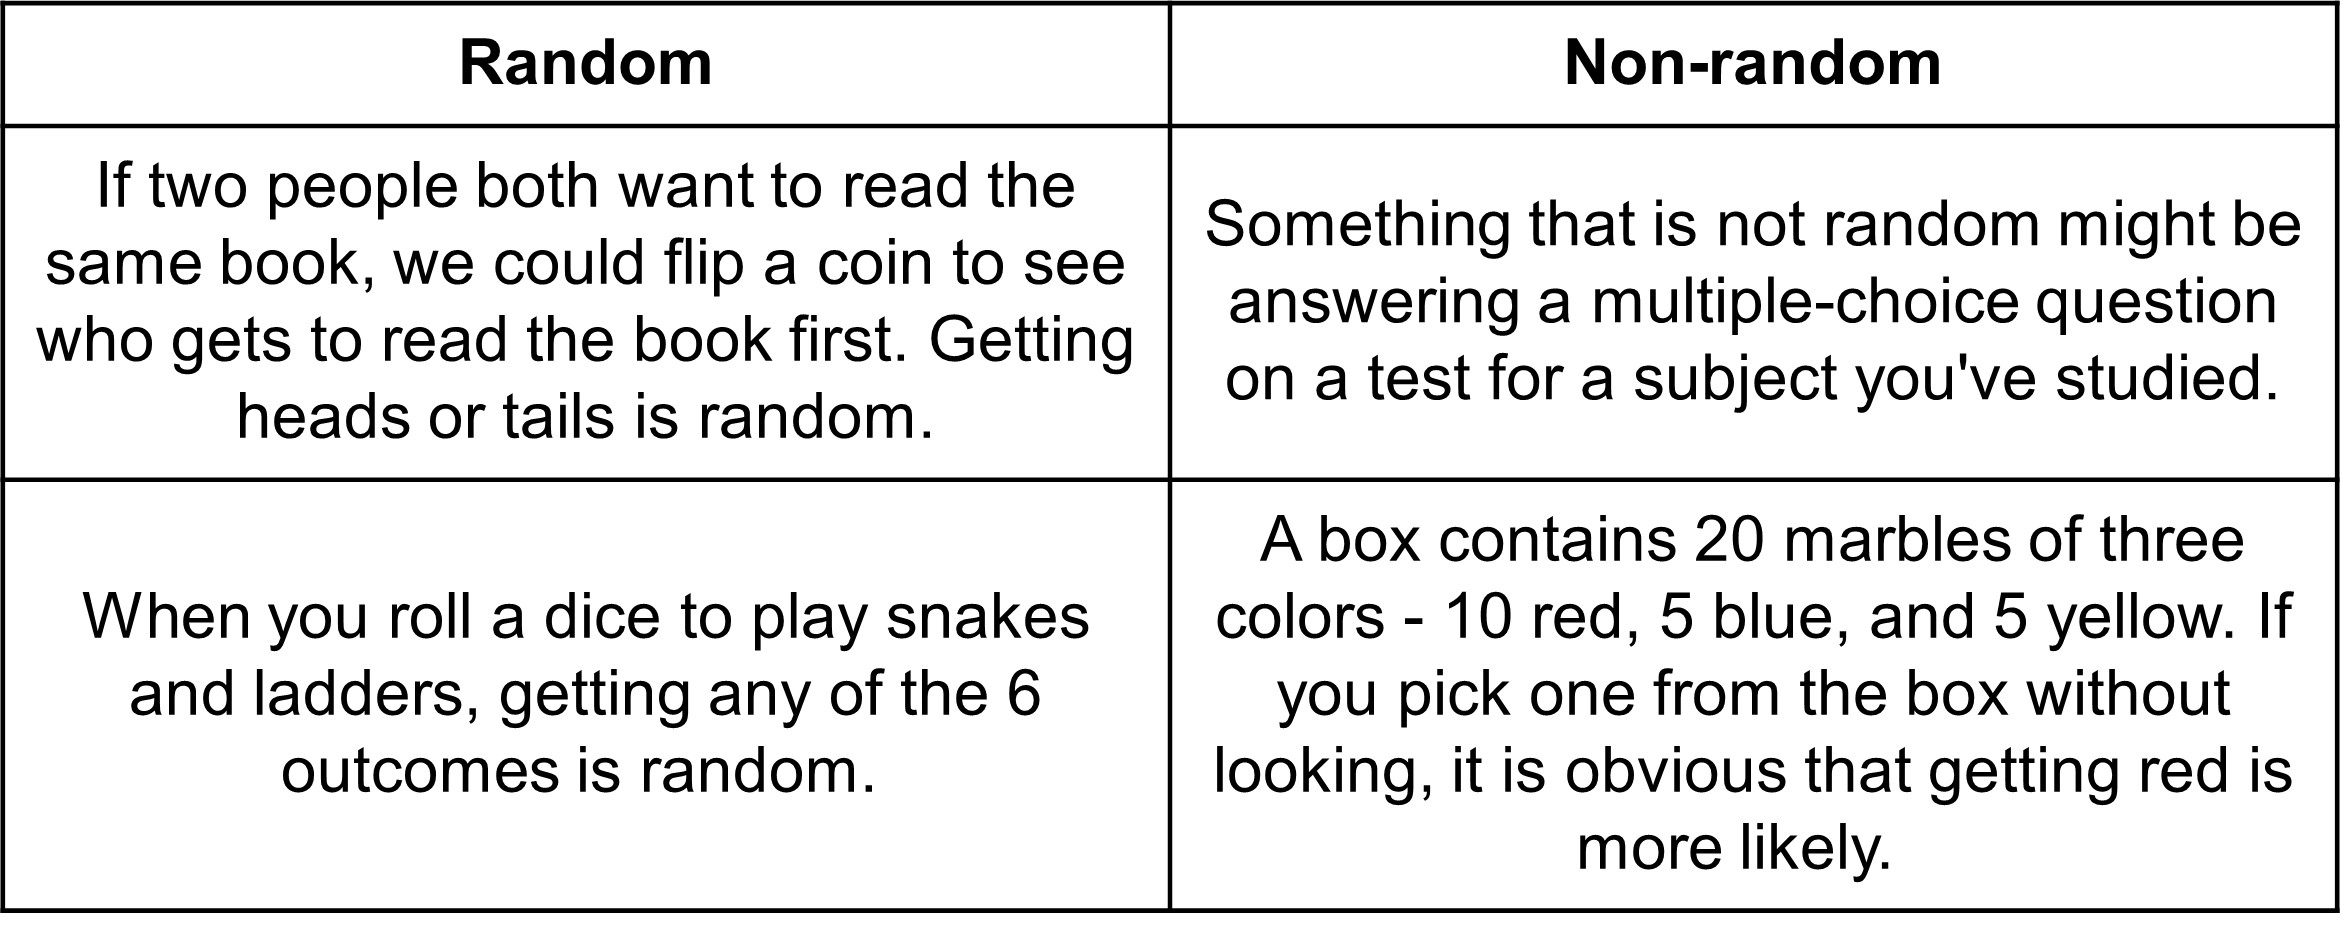 Random
Non-random
If two people both want to read the
same book, we could flip a coin to see
who gets to read the book first. Getting
heads or tails is random.
Something that is not random might be
answering a multiple-choice question
on a test for a subject you've studied.
When you roll a dice to play snakes
and ladders, getting any of the 6
outcomes is random.
A box contains 20 marbles of three
colors - 10 red, 5 blue, and 5 yellow. If
you pick one from the box without
looking, it is obvious that getting red is
more likely.